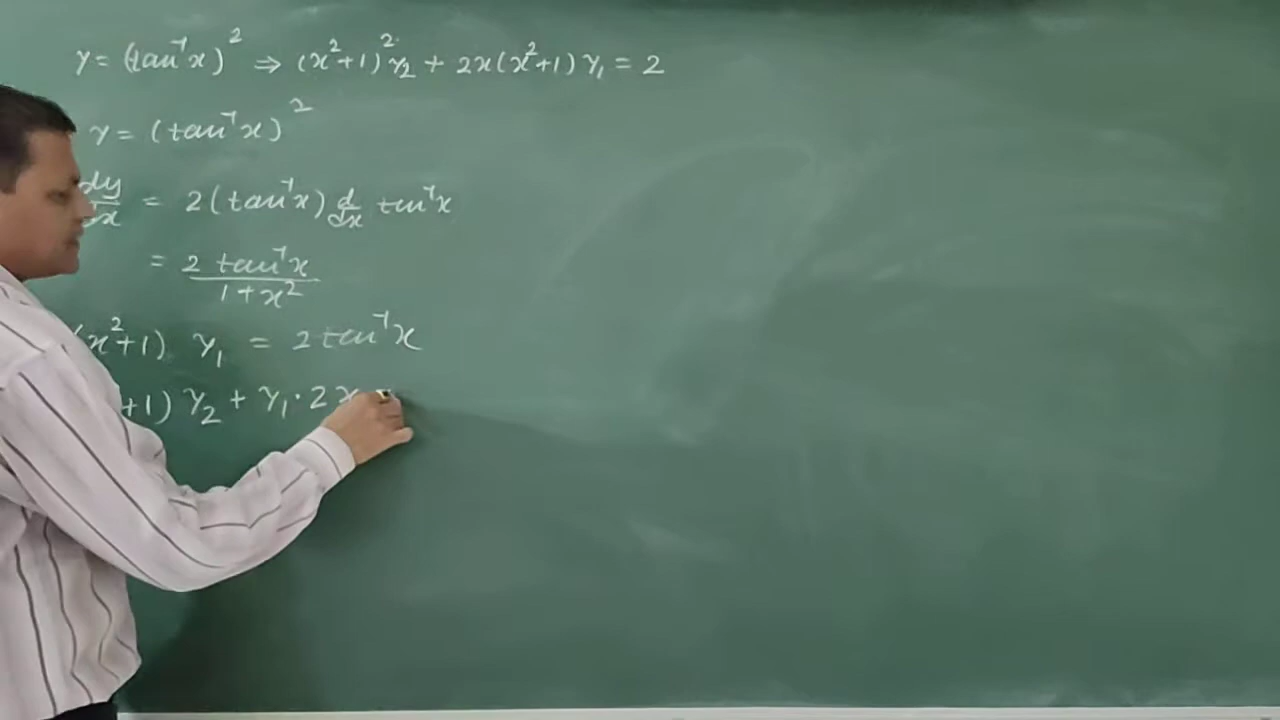 y = (tan⁻¹x)² ⇒ (x²+1)² y₂ + 2x(x²+1) y₁ = 2
y = (tan⁻¹x)²
dy/dx = 2(tan⁻¹x) d/dx tan⁻¹x
= 2 tan⁻¹x / 1+x²
(x²+1) y₁ = 2 tan⁻¹x
+1) y₂ + y₁ · 2x =